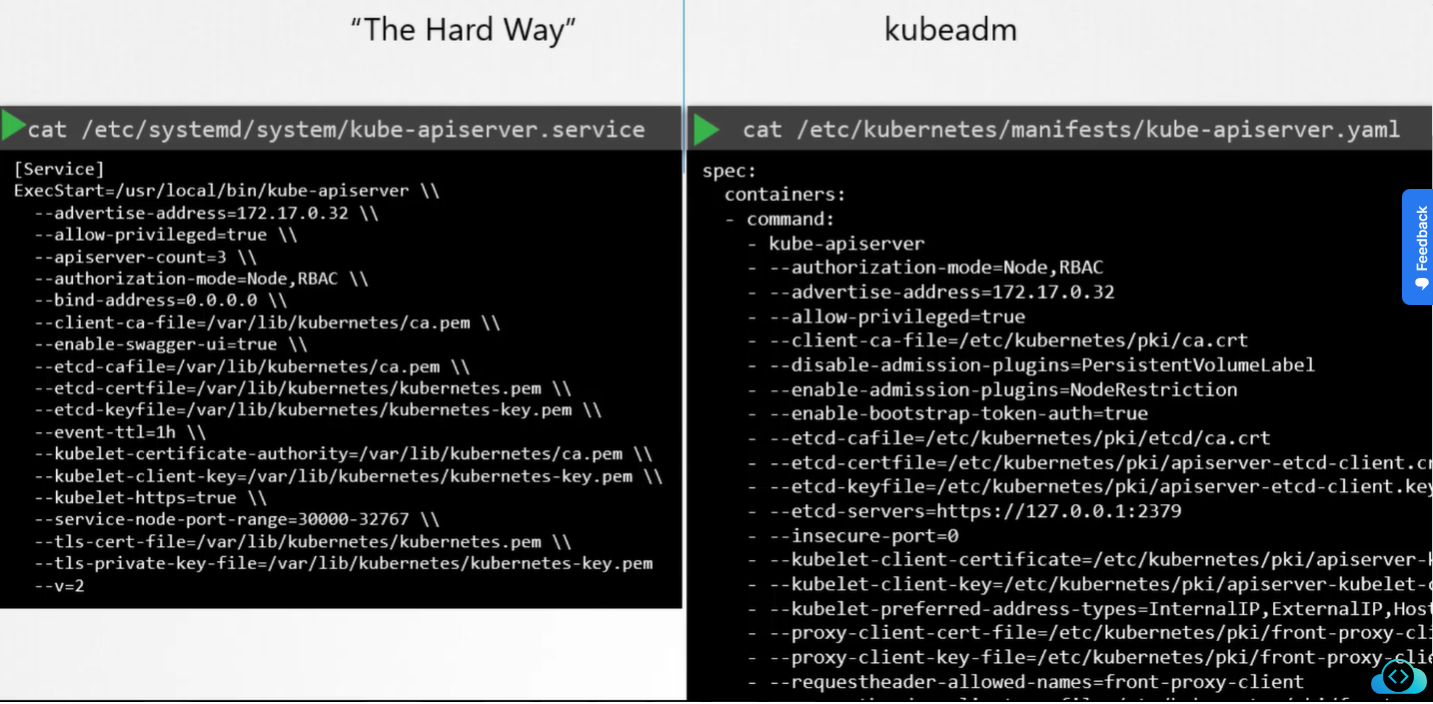 “The Hard Way”
cat /etc/systemd/system/kube-apiserver.service
[Service]
ExecStart=/usr/local/bin/kube-apiserver \\
--advertise-address=172.17.0.32 \\
--allow-privileged=true \\
--apiserver-count=3 \\
--authorization-mode=Node,RBAC \\
--bind-address=0.0.0.0 \\
--client-ca-file=/var/lib/kubernetes/ca.pem \\
--enable-swagger-ui=true \\
--etcd-cafile=/var/lib/kubernetes/ca.pem \\
--etcd-certfile=/var/lib/kubernetes/kubernetes.pem \\
--etcd-keyfile=/var/lib/kubernetes/kubernetes-key.pem \\
--event-ttl=1h \\
--kubelet-certificate-authority=/var/lib/kubernetes/ca.pem \\
--kubelet-client-key=/var/lib/kubernetes/kubernetes-key.pem \\
--kubelet-https=true \\
--service-node-port-range=30000-32767 \\
--tls-cert-file=/var/lib/kubernetes/kubernetes.pem \\
--tls-private-key-file=/var/lib/kubernetes/kubernetes-key.pem
--v=2
kubeadm
cat /etc/kubernetes/manifests/kube-apiserver.yaml
spec:
containers:
- command:
- kube-apiserver
- --authorization-mode=Node,RBAC
- --advertise-address=172.17.0.32
- --allow-privileged=true
- --client-ca-file=/etc/kubernetes/pki/ca.crt
- --disable-admission-plugins=PersistentVolumeLabel
- --enable-admission-plugins=NodeRestriction
- --enable-bootstrap-token-auth=true
- --etcd-cafile=/etc/kubernetes/pki/etcd/ca.crt
- --etcd-certfile=/etc/kubernetes/pki/apiserver-etcd-client.cr
- --etcd-keyfile=/etc/kubernetes/pki/apiserver-etcd-client.key
- --etcd-servers=https://127.0.0.1:2379
- --insecure-port=0
- --kubelet-client-certificate=/etc/kubernetes/pki/apiserver-k
- --kubelet-client-key=/etc/kubernetes/pki/apiserver-kubelet-c
- --kubelet-preferred-address-types=InternalIP,ExternalIP,Host
- --proxy-client-cert-file=/etc/kubernetes/pki/front-proxy-cli
- --proxy-client-key-file=/etc/kubernetes/pki/front-proxy-clie
- --requestheader-allowed-names=front-proxy-client
Feedback